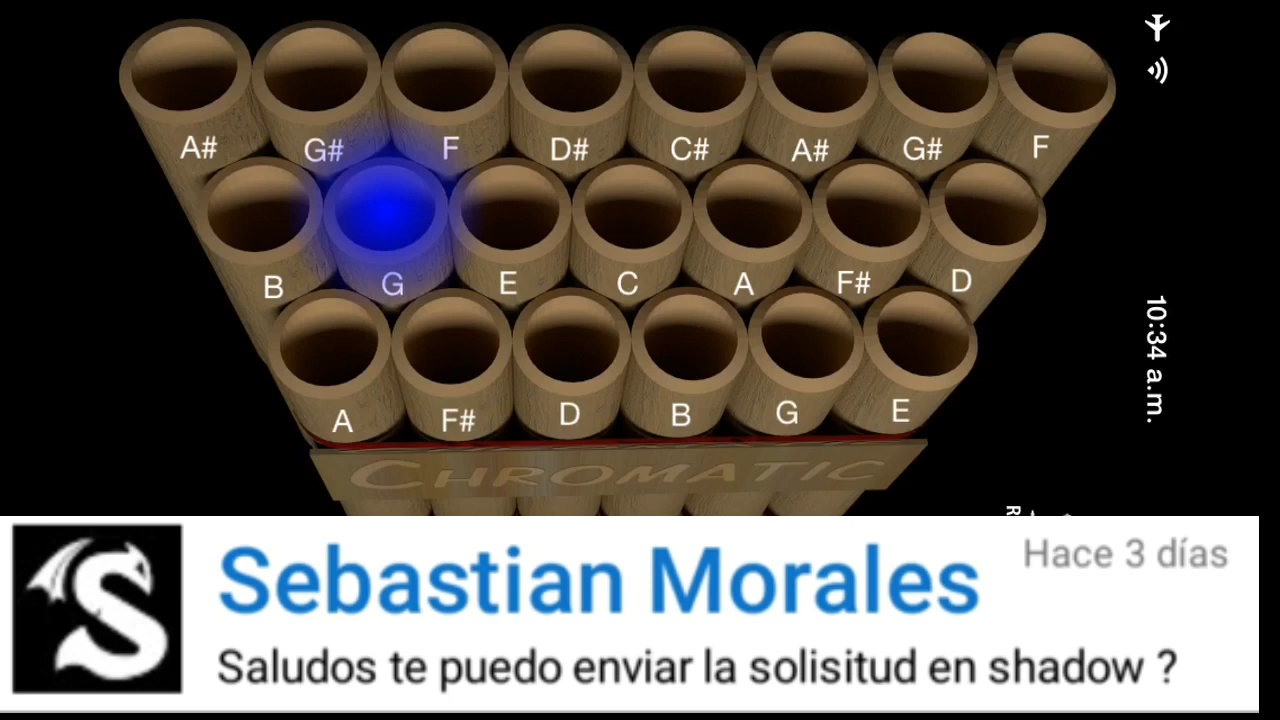 A# G# F D# C# A# G# F
B G E C A F# D
A F# D B G E
CHROMATIC
10:34 a.m.
R
Sebastian Morales
Hace 3 días
Saludos te puedo enviar la solisitud en shadow ?